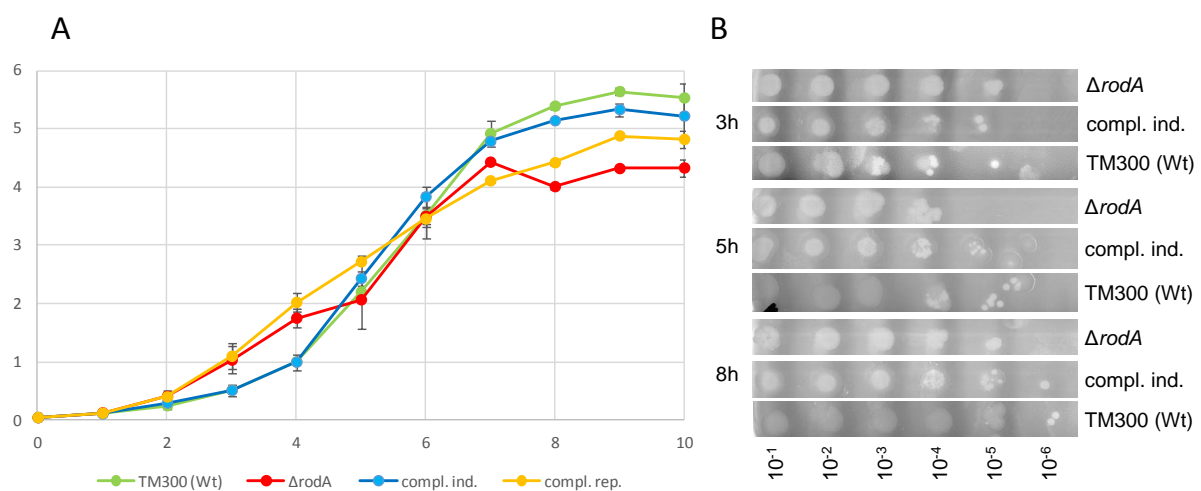 A
6
5
4
3
2
1
0
0 2 4 6 8 10
TM300 (Wt) ΔrodA compl. ind. compl. rep.
B
3h
ΔrodA
compl. ind.
TM300 (Wt)
5h
ΔrodA
compl. ind.
TM300 (Wt)
8h
ΔrodA
compl. ind.
TM300 (Wt)
10-1 10-2 10-3 10-4 10-5 10-6